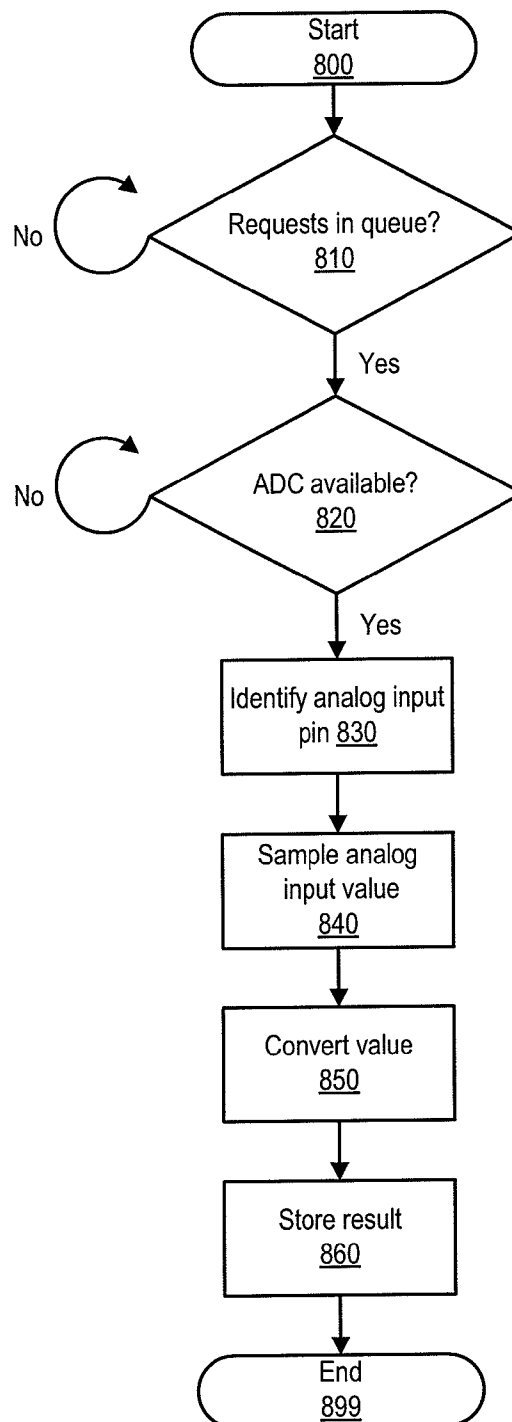 Start
800
Requests in queue?
810
No
Yes
ADC available?
820
No
Yes
Identify analog input
pin 830
Sample analog
input value
840
Convert value
850
Store result
860
End
899